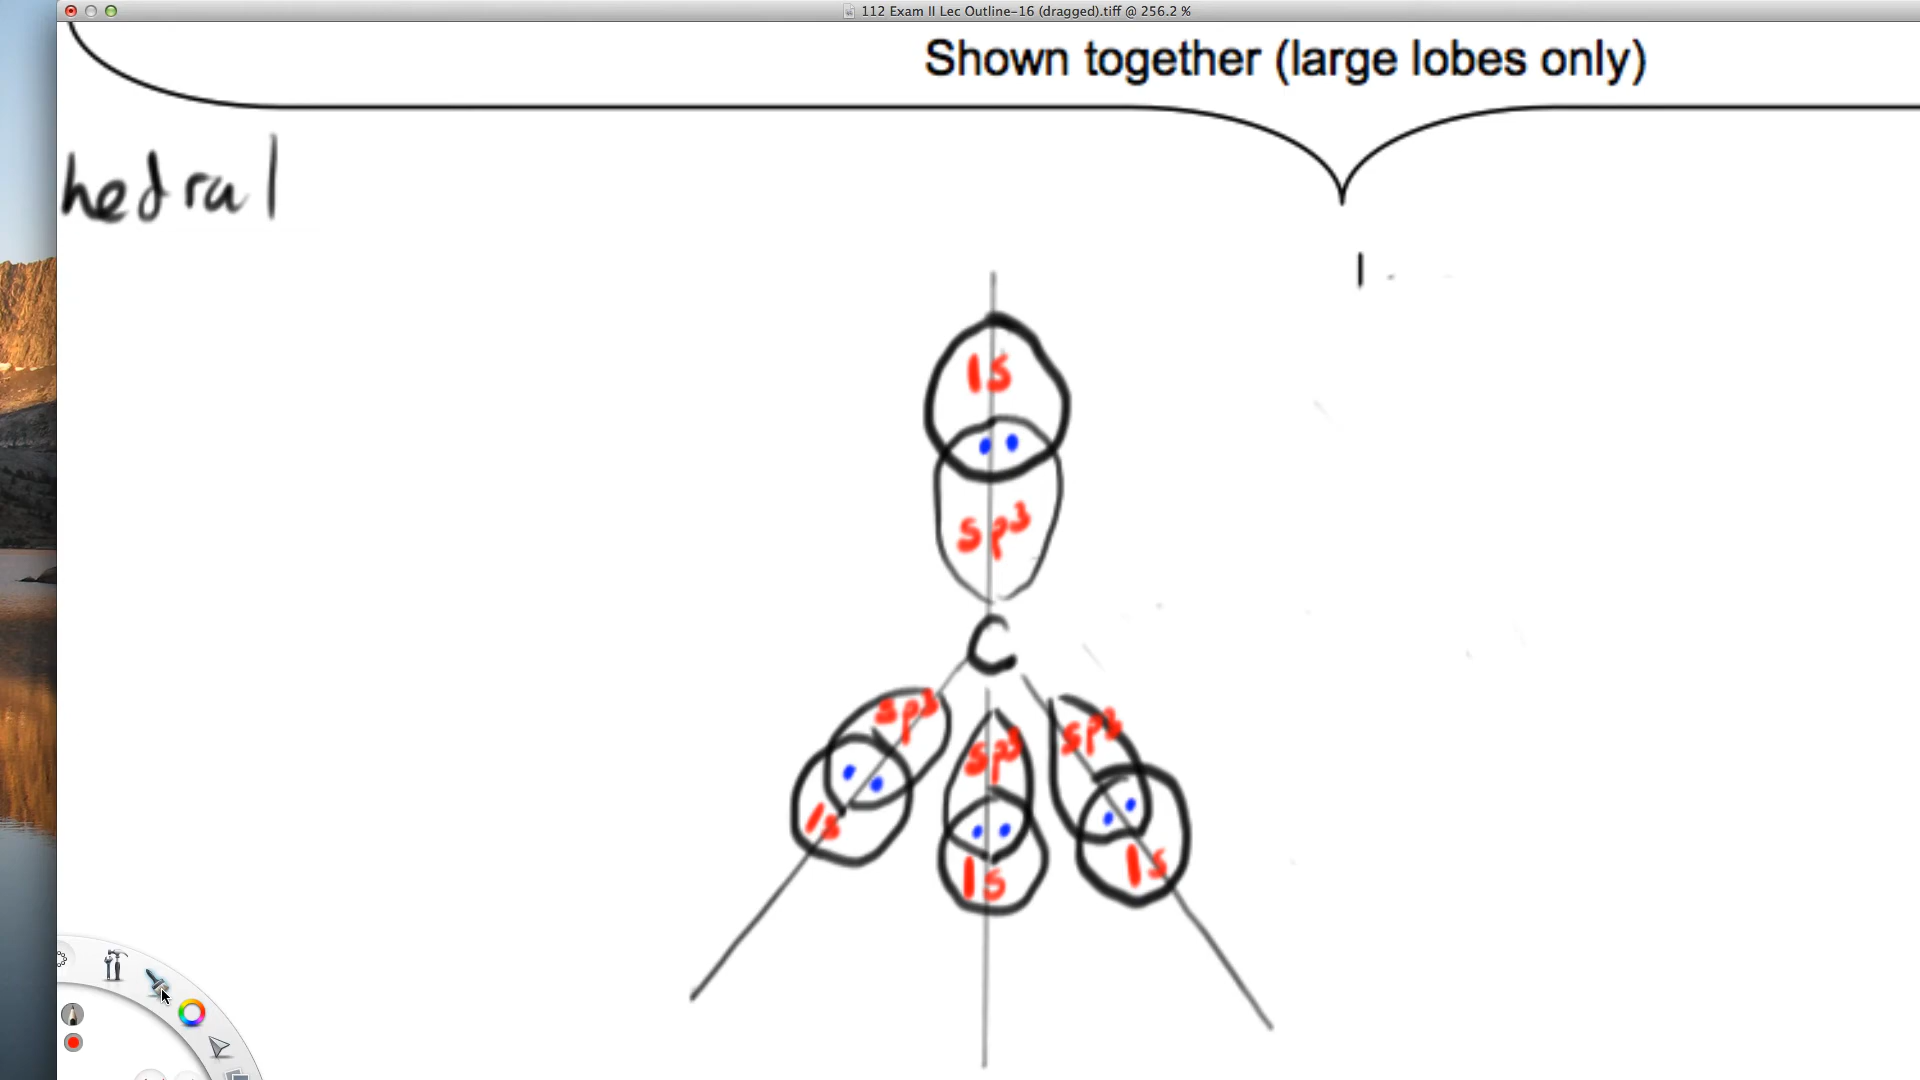 112 Exam II Lec Outline-16 (dragged).tiff @ 256.2 %
Shown together (large lobes only)
hedral
1s
sp3
C
sp3
sp3
sp3
1s
1s
1s